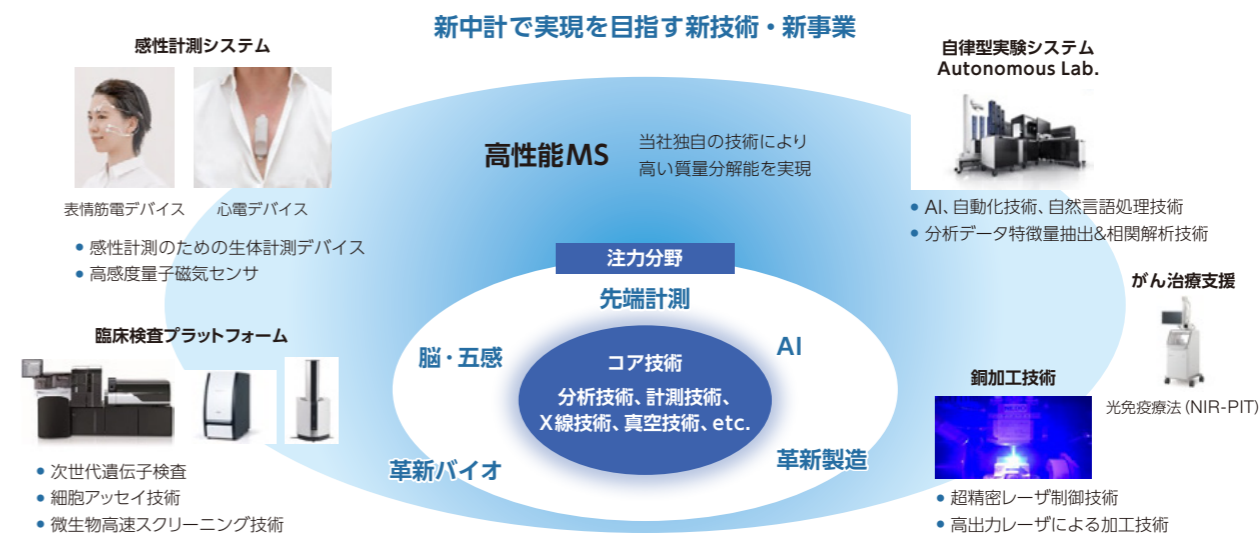 新中計で実現を目指す新技術・新事業
感性計測システム
表情筋電デバイス
心電デバイス
• 感性計測のための生体計測デバイス
• 高感度量子磁気センサ
高性能MS
当社独自の技術により
高い質量分解能を実現
自律型実験システム
Autonomous Lab.
• AI、自動化技術、自然言語処理技術
• 分析データ特徴量抽出&相関解析技術
がん治療支援
光免疫療法(NIR-PIT)
臨床検査プラットフォーム
• 次世代遺伝子検査
• 細胞アッセイ技術
• 微生物高速スクリーニング技術
注力分野
先端計測
脳・五感
AI
コア技術
分析技術、計測技術、
X線技術、真空技術、etc.
革新バイオ
革新製造
銅加工技術
• 超精密レーザ制御技術
• 高出力レーザによる加工技術